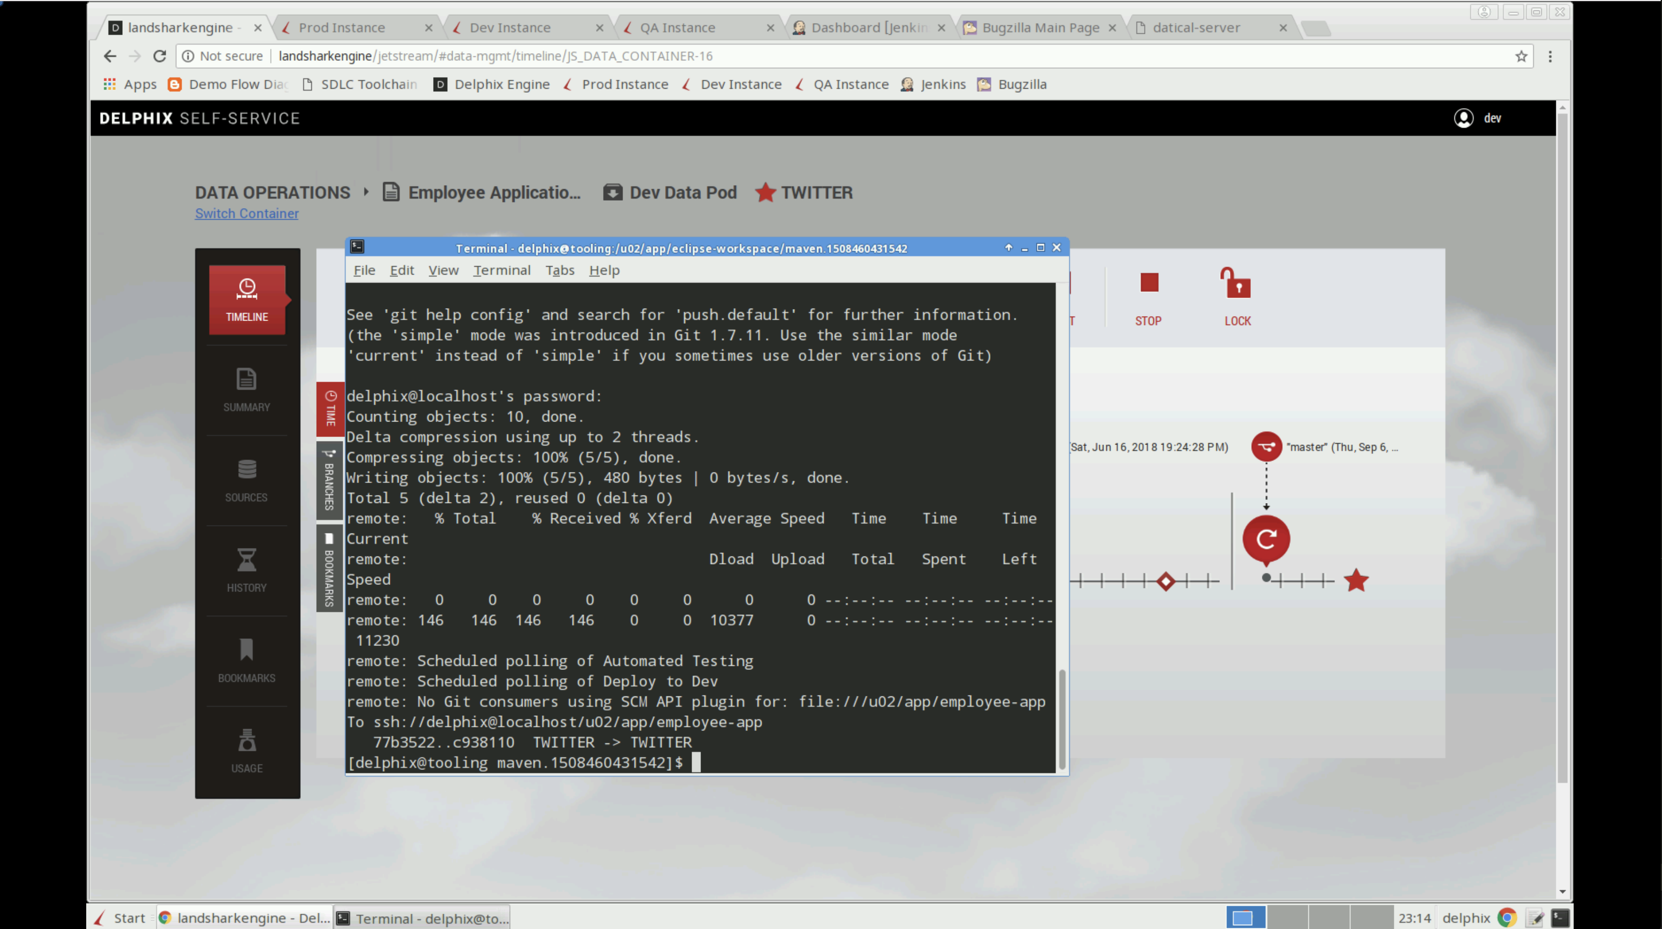 landsharkengine -
Prod Instance
Dev Instance
QA Instance
Dashboard [Jenkin
Bugzilla Main Page
datical-server
Not secure
landsharkengine/jetstream/#data-mgmt/timeline/JS_DATA_CONTAINER-16
Apps
Demo Flow Dia
SDLC Toolchain
Delphix Engine
Prod Instance
Dev Instance
QA Instance
Jenkins
Bugzilla
DELPHIX SELF-SERVICE
dev
DATA OPERATIONS
Employee Applicatio...
Dev Data Pod
TWITTER
Switch Container
TIMELINE
SUMMARY
SOURCES
HISTORY
BOOKMARKS
USAGE
TIME
BRANCHES
BOOKMARKS
Terminal - delphix@tooling:/u02/app/eclipse-workspace/maven.1508460431542
File Edit View Terminal Tabs Help
See 'git help config' and search for 'push.default' for further information.
(the 'simple' mode was introduced in Git 1.7.11. Use the similar mode
'current' instead of 'simple' if you sometimes use older versions of Git)
delphix@localhost's password:
Counting objects: 10, done.
Delta compression using up to 2 threads.
Compressing objects: 100% (5/5), done.
Writing objects: 100% (5/5), 480 bytes | 0 bytes/s, done.
Total 5 (delta 2), reused 0 (delta 0)
remote:   % Total    % Received % Xferd  Average Speed   Time    Time     Time
Current
remote:                                  Dload  Upload   Total   Spent    Left
Speed
remote:   0     0    0     0    0     0      0      0 --:--:-- --:--:-- --:--:--
remote: 146   146  146   146    0     0  10377      0 --:--:-- --:--:-- --:--:--
11230
remote: Scheduled polling of Automated Testing
remote: Scheduled polling of Deploy to Dev
remote: No Git consumers using SCM API plugin for: file:///u02/app/employee-app
To ssh://delphix@localhost/u02/app/employee-app
77b3522..c938110  TWITTER -> TWITTER
[delphix@tooling maven.1508460431542]$
T
STOP
LOCK
(Sat, Jun 16, 2018 19:24:28 PM)
"master" (Thu, Sep 6, ...
Start
landsharkengine - Del...
Terminal - delphix@to...
23:14
delphix